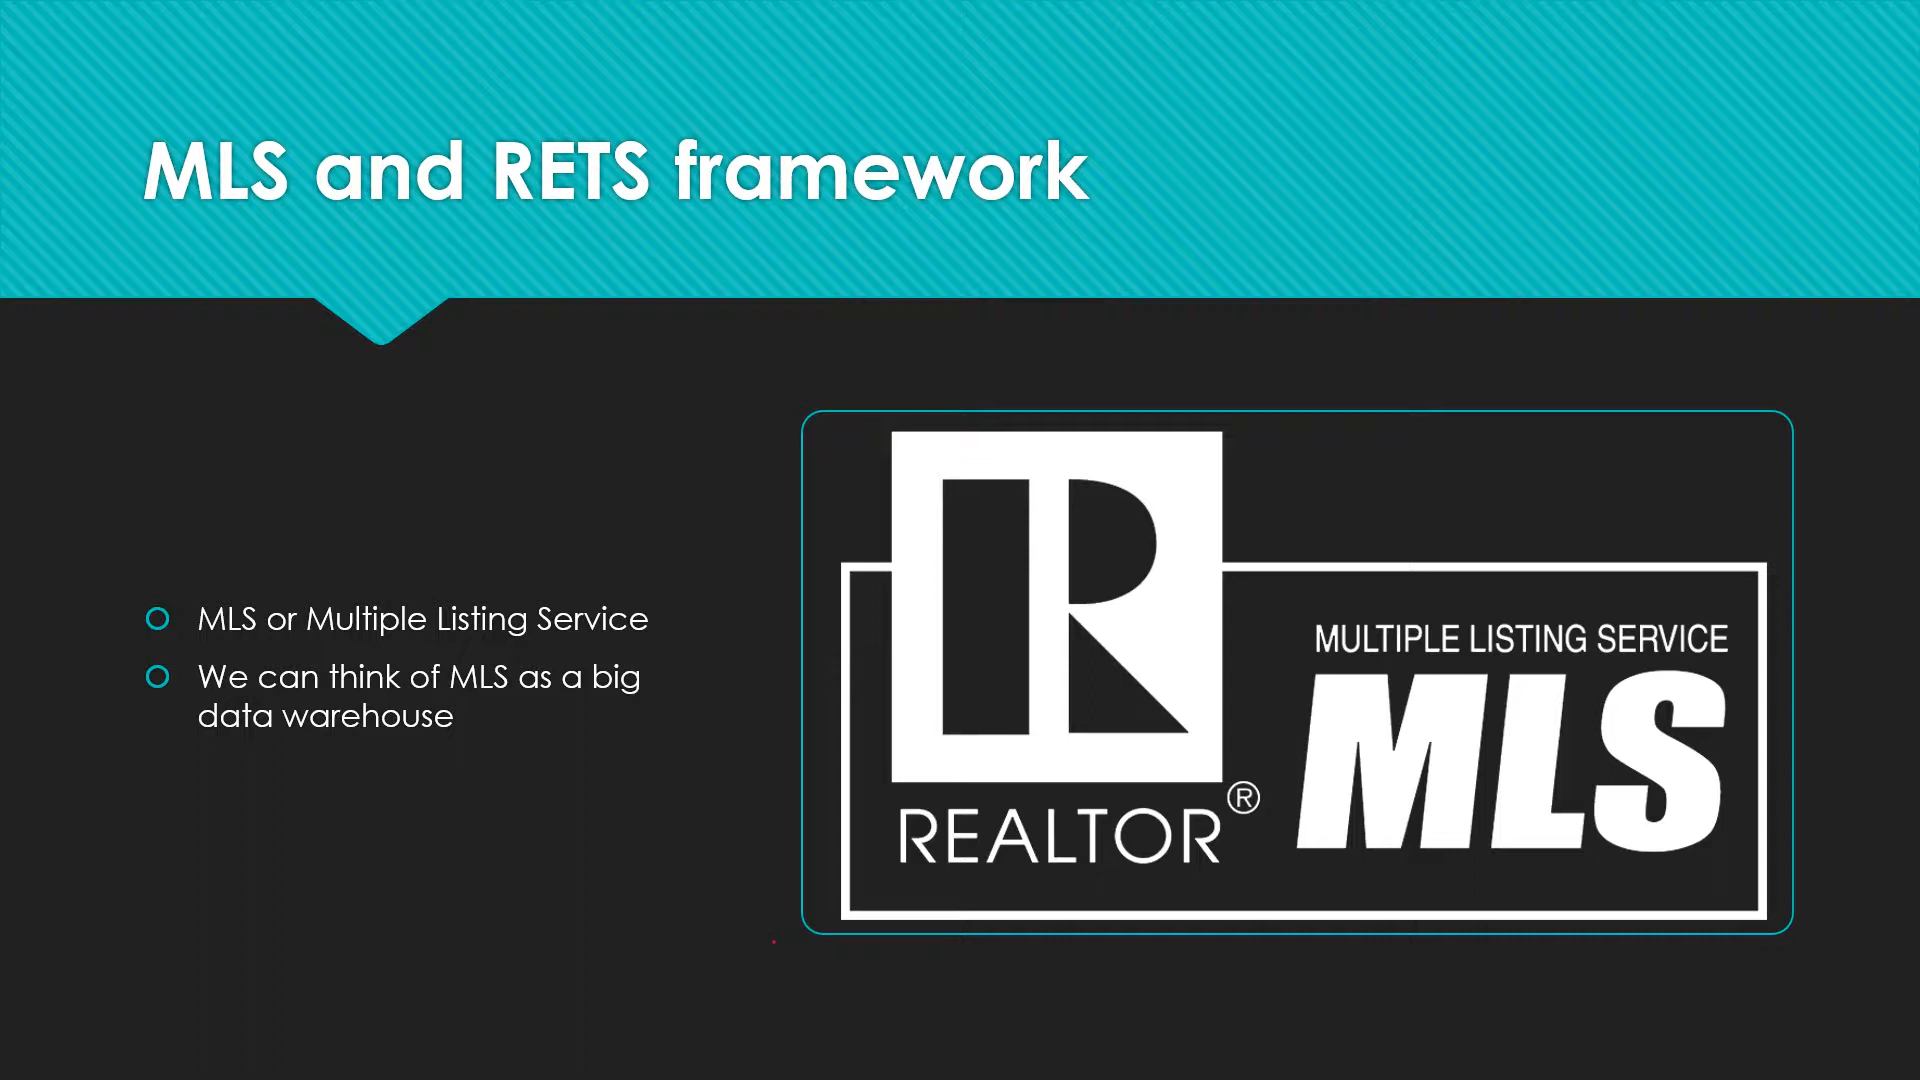 MLS and RETS framework
MLS or Multiple Listing Service
We can think of MLS as a big
data warehouse
R
REALTOR®
MULTIPLE LISTING SERVICE
MLS